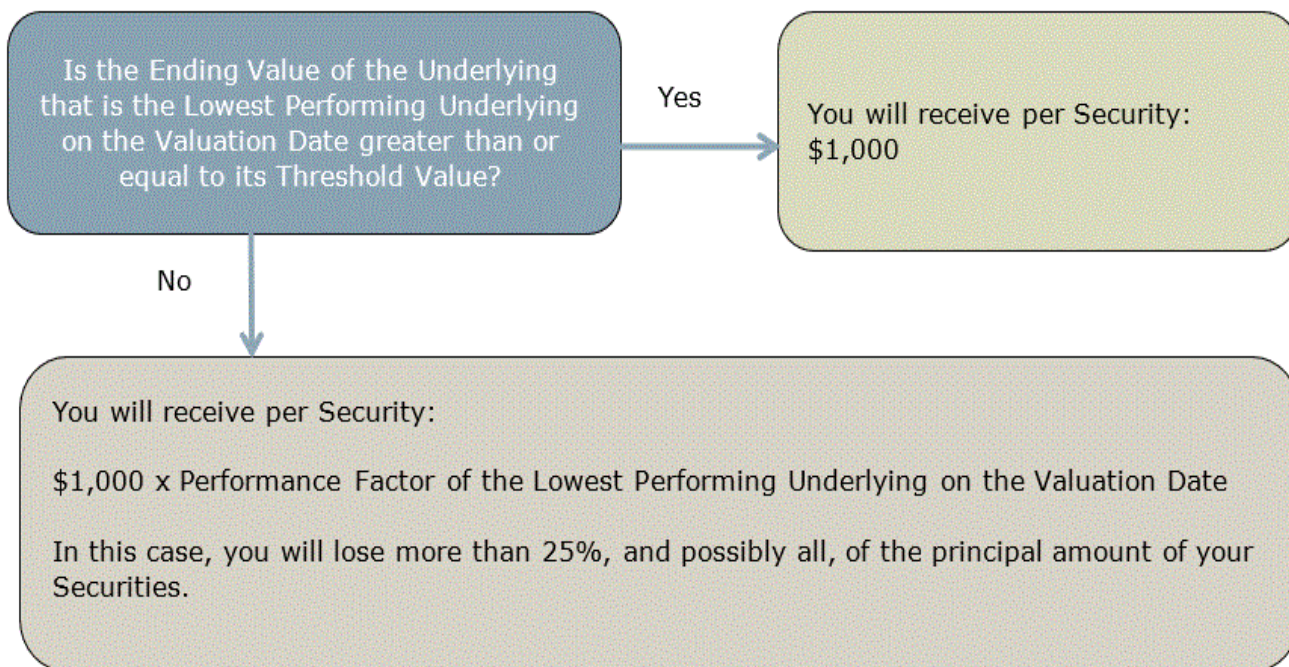 Is the Ending Value of the Underlying
that is the Lowest Performing Underlying
on the Valuation Date greater than or
equal to its Threshold Value?
Yes
You will receive per Security:
$1,000
No
You will receive per Security:
$1,000 x Performance Factor of the Lowest Performing Underlying on the Valuation Date
In this case, you will lose more than 25%, and possibly all, of the principal amount of your
Securities.